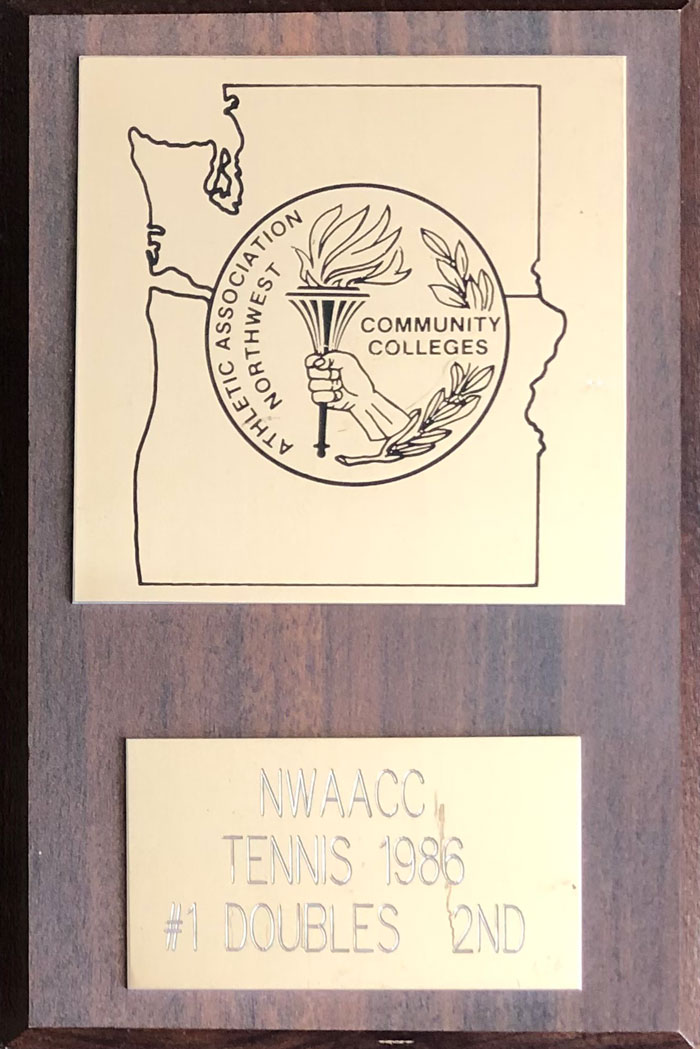 ATHLETIC ASSOCIATION
NORTHWEST
COMMUNITY
COLLEGES
NWAACC
TENNIS 1986
#1 DOUBLES 2ND